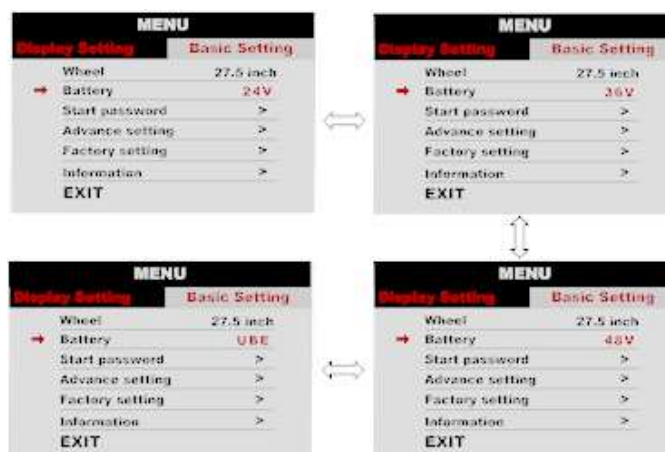 MENU
Display Setting Basic Setting
Wheel 27.5 inch
Battery 24V
Start password >
Advance setting >
Factory setting >
Information >
EXIT
MENU
Display Setting Basic Setting
Wheel 27.5 inch
Battery 36V
Start password >
Advance setting >
Factory setting >
Information >
EXIT
MENU
Display Setting Basic Setting
Wheel 27.5 inch
Battery UBE
Start password >
Advance setting >
Factory setting >
Information >
EXIT
MENU
Display Setting Basic Setting
Wheel 27.5 inch
Battery 48V
Start password >
Advance setting >
Factory setting >
Information >
EXIT